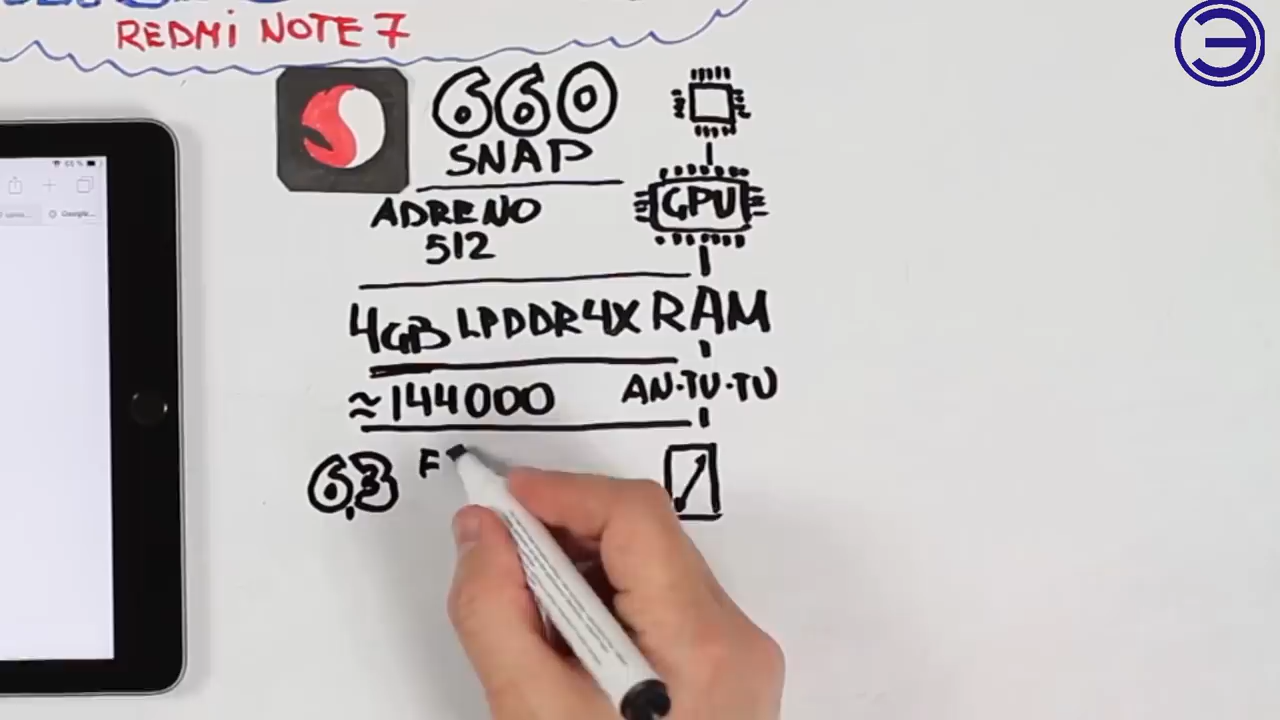 REDMi NOTE 7
660
SNAP
ADRENO
512
GPU
4GB LPDDR4X RAM
≈144000 AN-TU-TU
6,3 F
Э